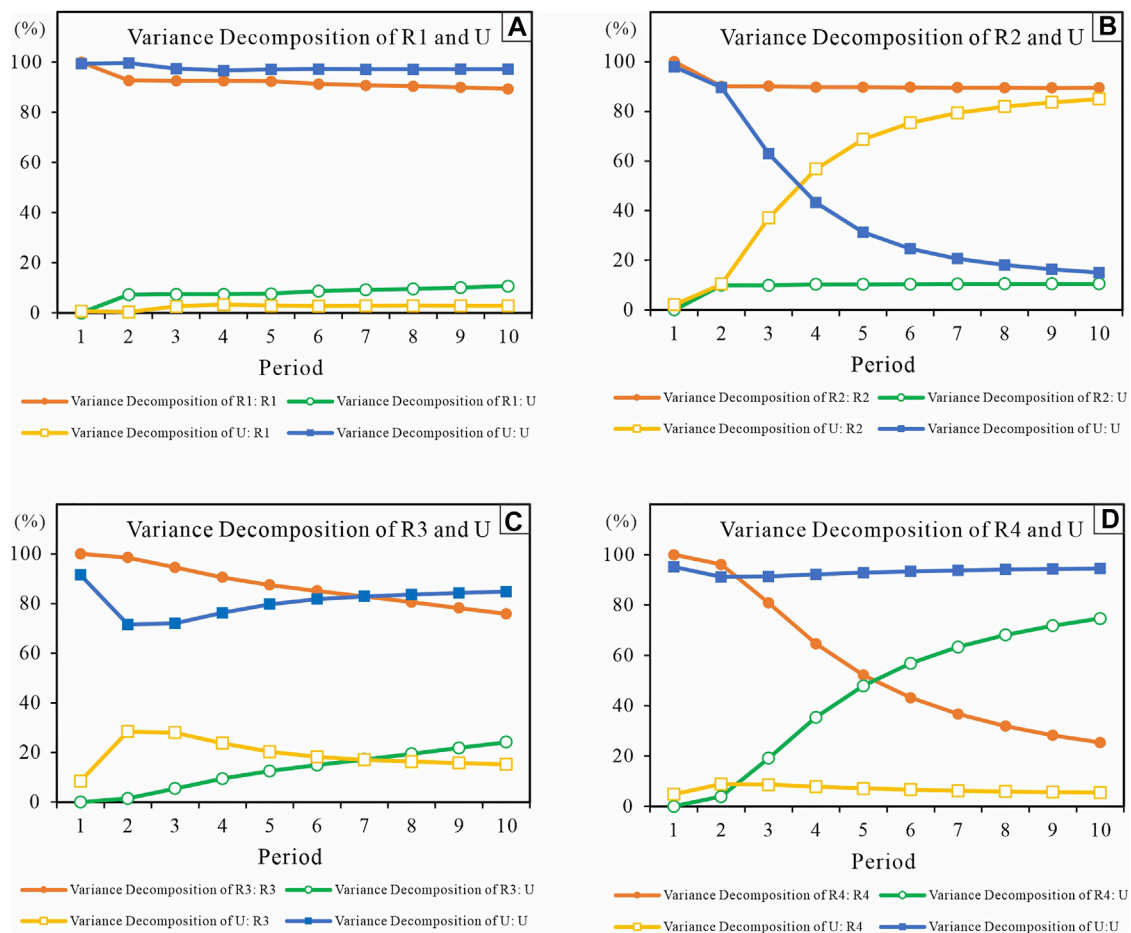 (%)
Variance Decomposition of R1 and U
A
100
80
60
40
20
0
1 2 3 4 5 6 7 8 9 10
Period
Variance Decomposition of R1: R1
Variance Decomposition of R1: U
Variance Decomposition of U: R1
Variance Decomposition of U: U
(%)
Variance Decomposition of R2 and U
B
100
80
60
40
20
0
1 2 3 4 5 6 7 8 9 10
Period
Variance Decomposition of R2: R2
Variance Decomposition of R2: U
Variance Decomposition of U: R2
Variance Decomposition of U: U
(%)
Variance Decomposition of R3 and U
C
100
80
60
40
20
0
1 2 3 4 5 6 7 8 9 10
Period
Variance Decomposition of R3: R3
Variance Decomposition of R3: U
Variance Decomposition of U: R3
Variance Decomposition of U: U
(%)
Variance Decomposition of R4 and U
D
100
80
60
40
20
0
1 2 3 4 5 6 7 8 9 10
Period
Variance Decomposition of R4: R4
Variance Decomposition of R4: U
Variance Decomposition of U: R4
Variance Decomposition of U:U